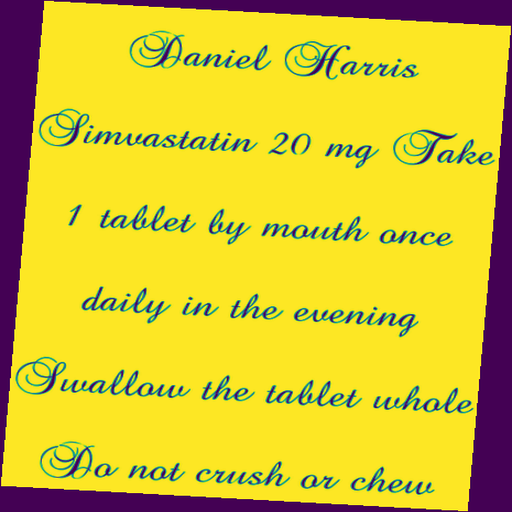 Daniel Harris
Simvastatin 20 mg Take
1 tablet by mouth once
daily in the evening
Swallow the tablet whole
Do not crush or chew